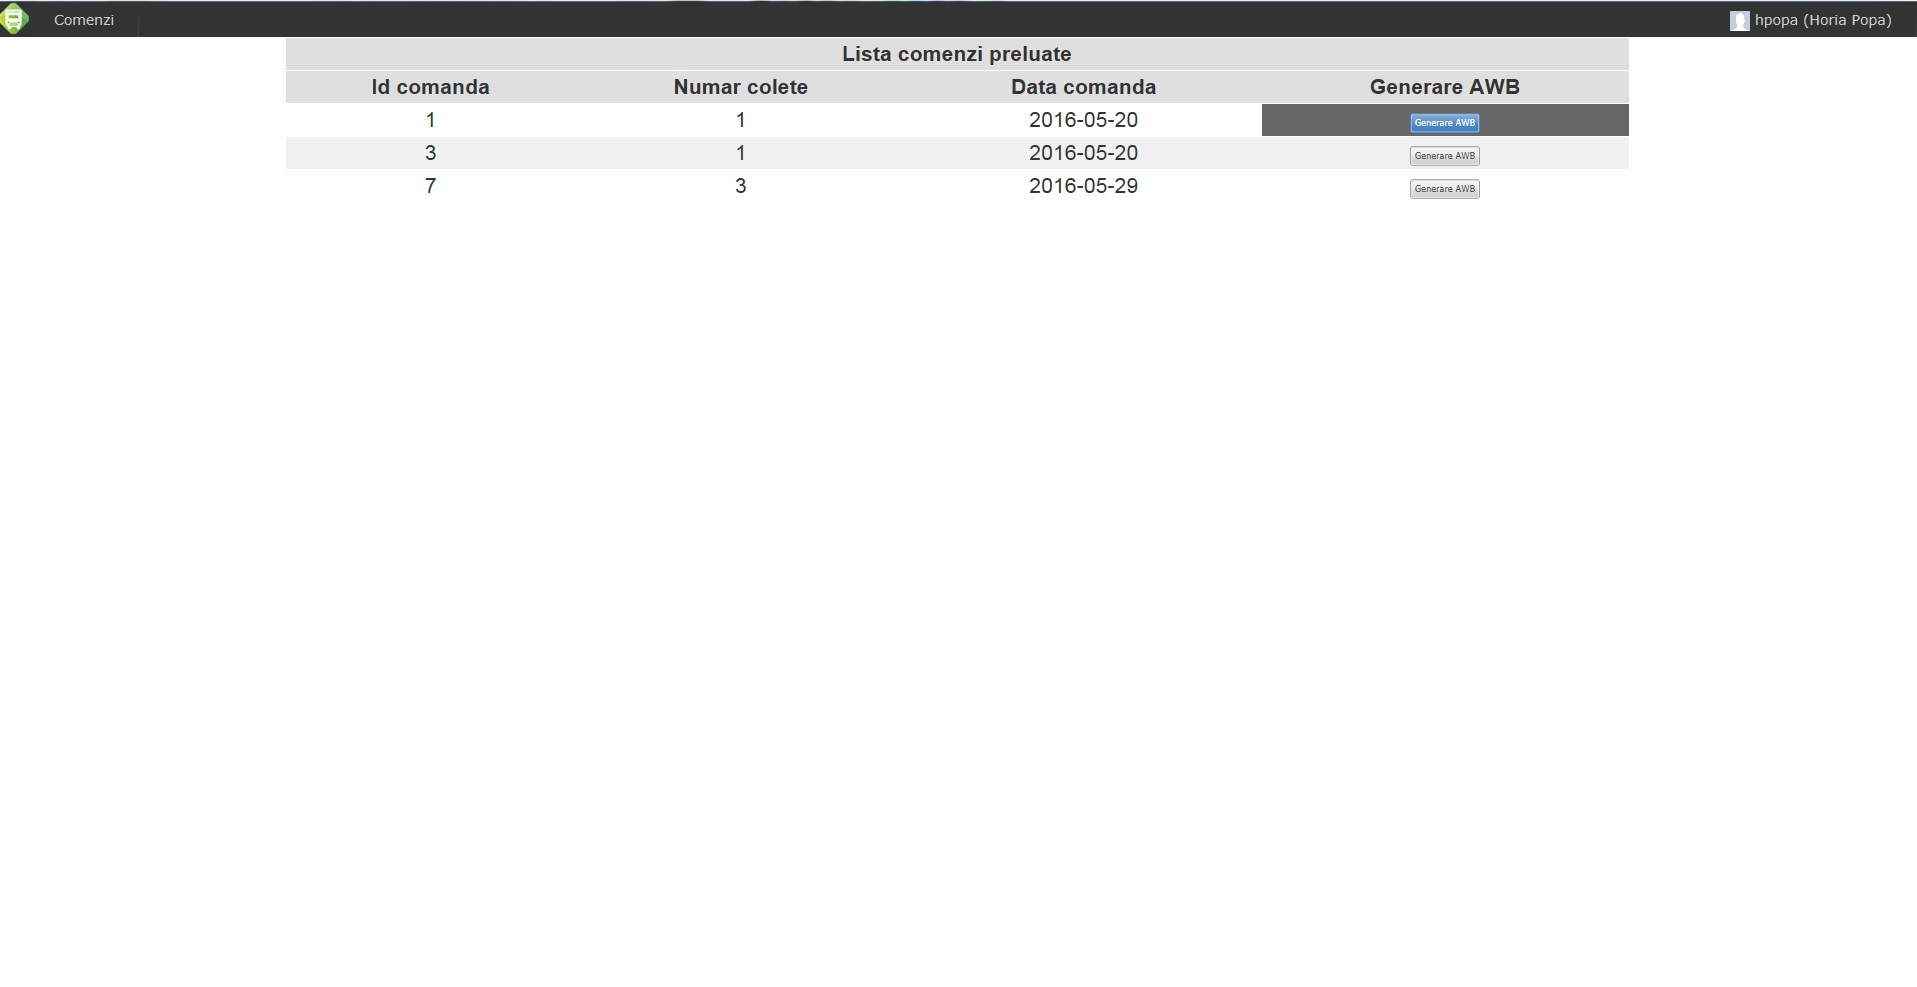 Comenzi hpopa (Horia Popa)
Lista comenzi preluate
Id comanda Numar colete Data comanda Generare AWB
1 1 2016-05-20 Generare AWB
3 1 2016-05-20 Generare AWB
7 3 2016-05-29 Generare AWB